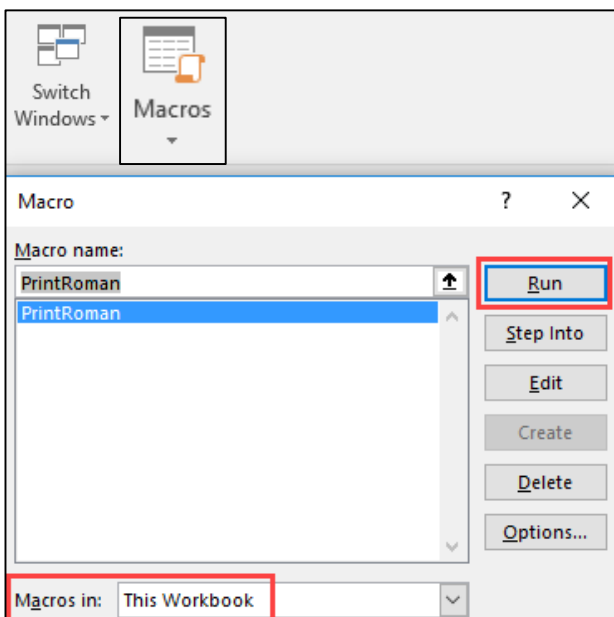 Switch
Windows
Macros
Macro
?
Macro name:
PrintRoman
Run
PrintRoman
Step Into
Edit
Create
Delete
Options...
Macros in: This Workbook